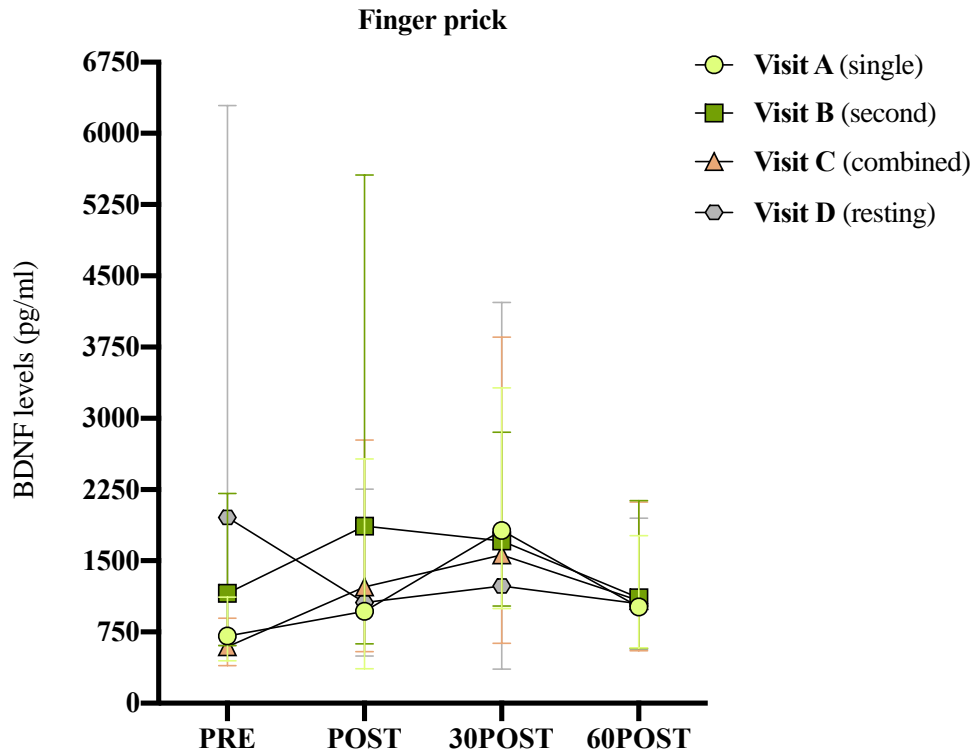 Finger prick
BDNF levels (pg/ml)
6750
6000
5250
4500
3750
3000
2250
1500
750
0
PRE POST 30POST 60POST
Visit A (single)
Visit B (second)
Visit C (combined)
Visit D (resting)